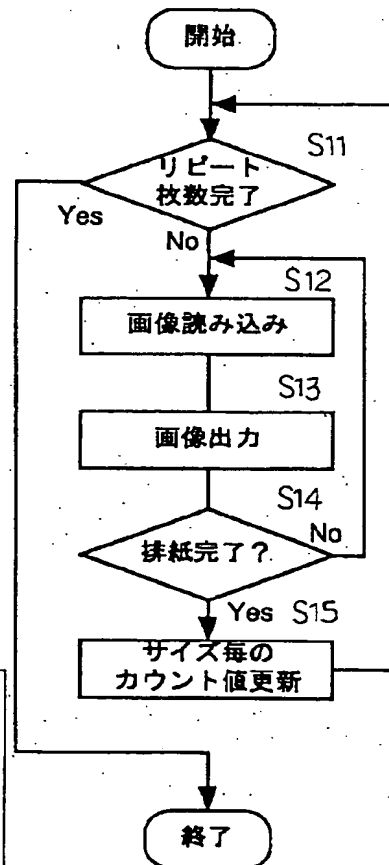 開始
S11
リピート
枚数完了
Yes
No
S12
画像読み込み
S13
画像出力
S14
排紙完了?
No
Yes
S15
サイズ毎の
カウント値更新
終了